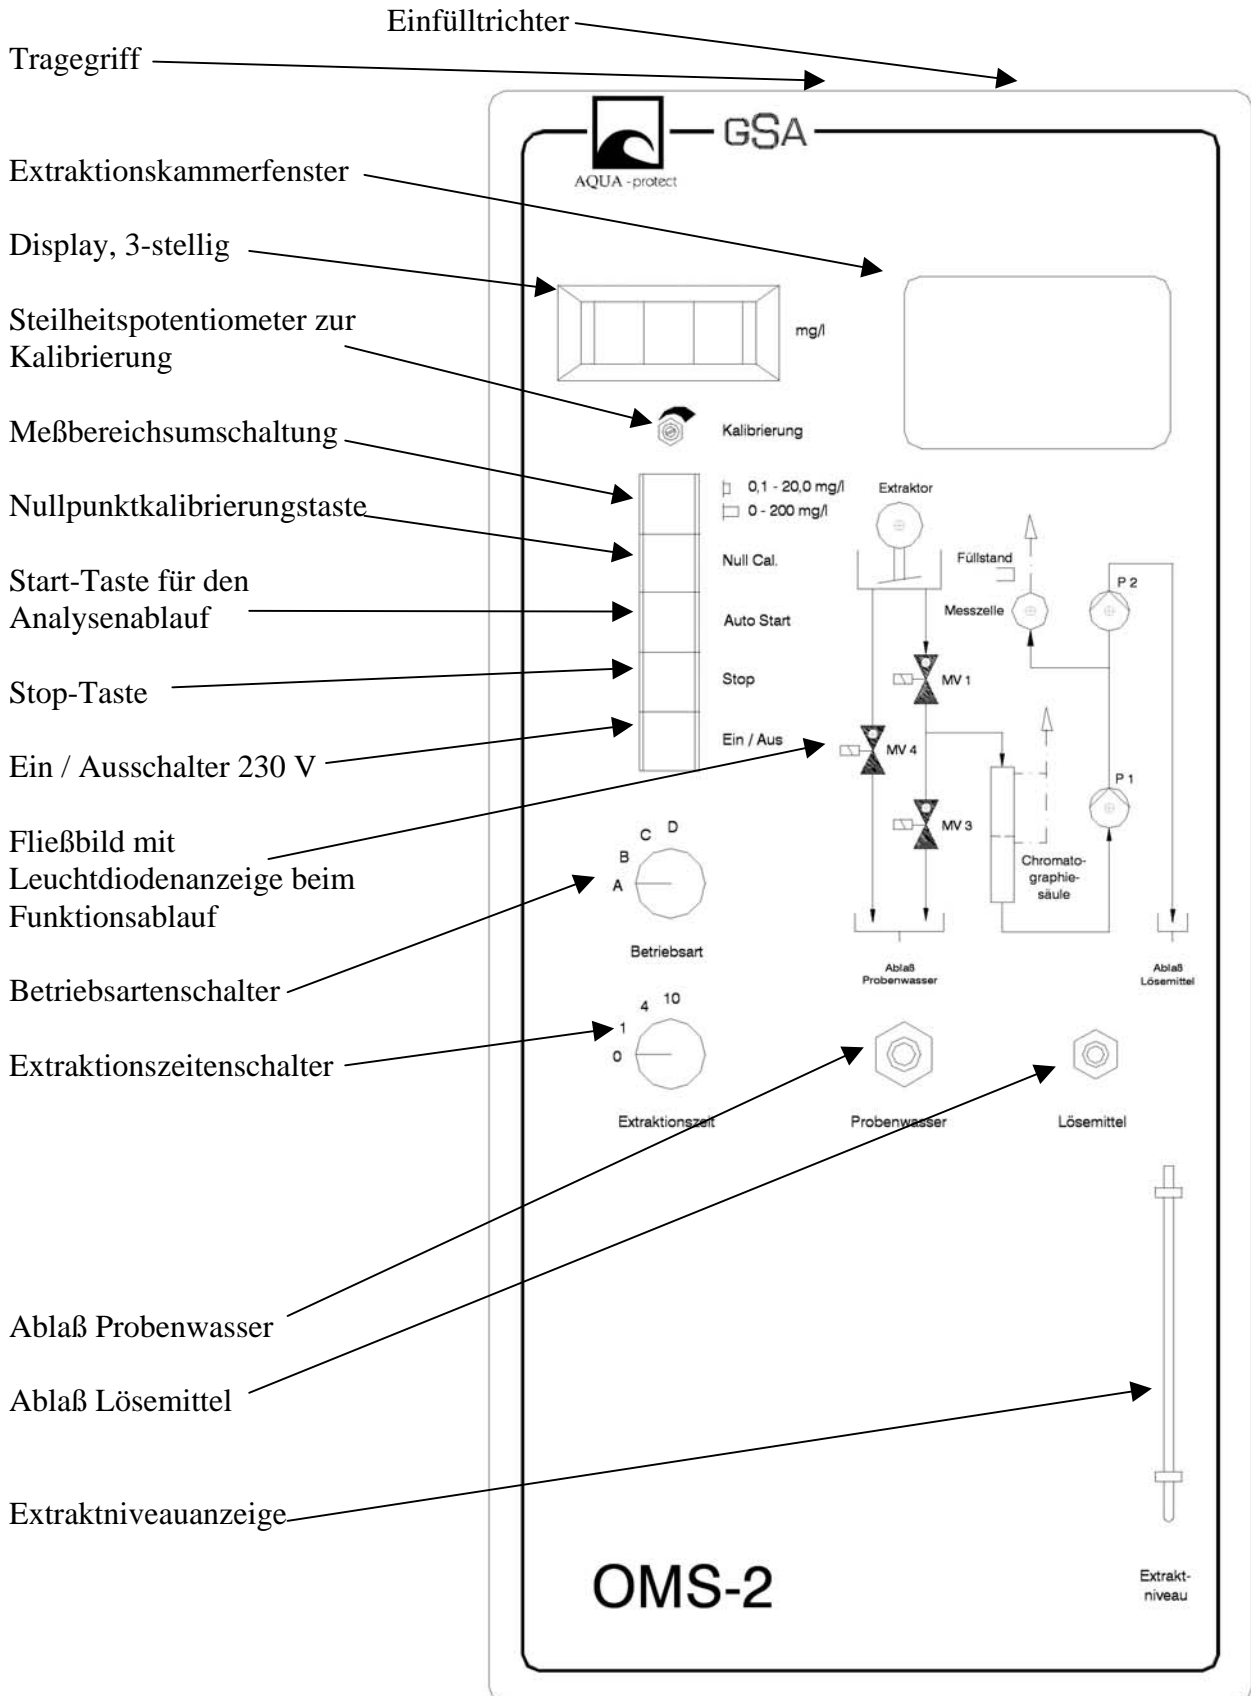 Einfülltrichter
Tragegriff
GSA
AQUA - protect
Extraktionskammerfenster
Display, 3-stellig
Steilheitspotentiometer zur
Kalibrierung
mg/l
Meßbereichsumschaltung
Kalibrierung
Nullpunktkalibrierungstaste
0,1 - 20,0 mg/l
0 - 200 mg/l
Extraktor
Null Cal.
Füllstand
P 2
Start-Taste für den
Analysenablauf
Auto Start
Messzelle
Stop-Taste
Stop
MV 1
Ein / Ausschalter 230 V
Ein / Aus
MV 4
P 1
Fließbild mit
Leuchtdiodenanzeige beim
Funktionsablauf
MV 3
Chromato-
graphie-
säule
A
B
C
D
Betriebsart
Ablaß
Probenwasser
Ablaß
Lösemittel
Betriebsartenschalter
Extraktionszeitenschalter
0
1
4
10
Extraktionszeit
Probenwasser
Lösemittel
Ablaß Probenwasser
Ablaß Lösemittel
Extraktniveauanzeige
OMS-2
Extrakt-
niveau